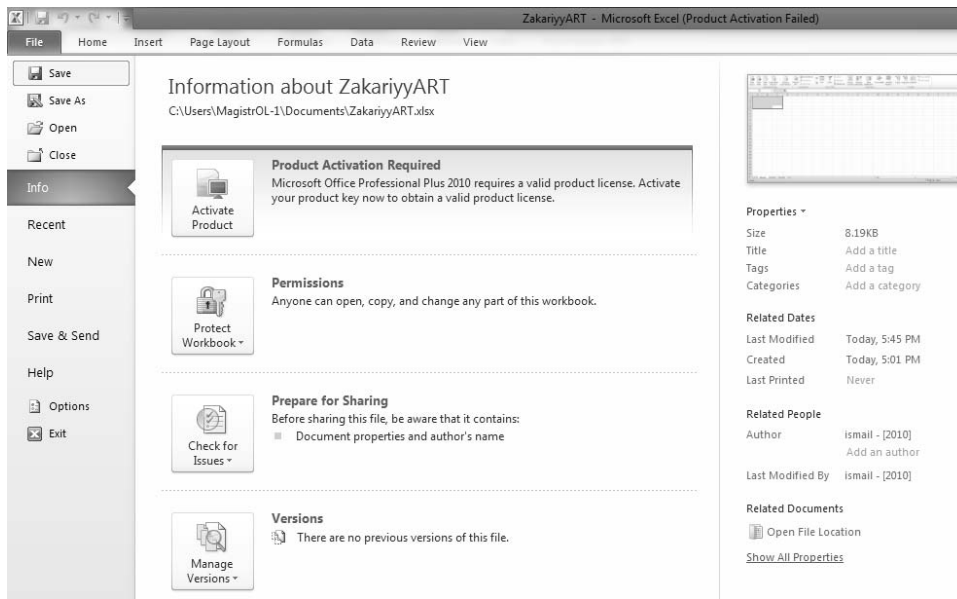 ZakariyyART - Microsoft Excel (Product Activation Failed)
File Home Insert Page Layout Formulas Data Review View
Save
Save As
Open
Close
Info
Recent
New
Print
Save & Send
Help
Options
Exit
Information about ZakariyyART
C:\Users\MagistrOL-1\Documents\ZakariyyART.xlsx
Activate
Product
Product Activation Required
Microsoft Office Professional Plus 2010 requires a valid product license. Activate
your product key now to obtain a valid product license.
Protect
Workbook
Permissions
Anyone can open, copy, and change any part of this workbook.
Check for
Issues
Prepare for Sharing
Before sharing this file, be aware that it contains:
Document properties and author's name
Manage
Versions
Versions
There are no previous versions of this file.
Properties
Size 8.19KB
Title Add a title
Tags Add a tag
Categories Add a category
Related Dates
Last Modified Today, 5:45 PM
Created Today, 5:01 PM
Last Printed Never
Related People
Author ismail - [2010]
Add an author
Last Modified By ismail - [2010]
Related Documents
Open File Location
Show All Properties